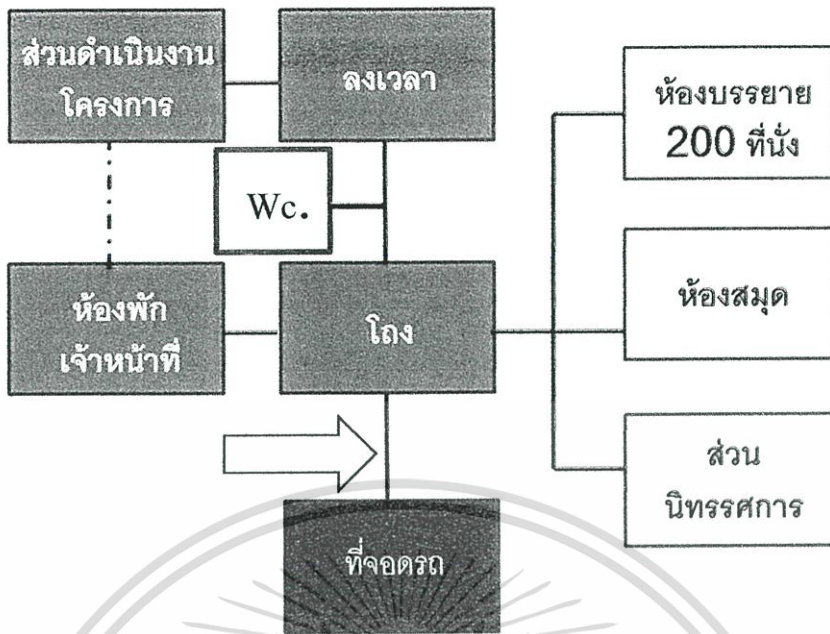 ส่วนดำเนินงาน
โครงการ
ลงเวลา
ห้องบรรยาย
200 ที่นั่ง
Wc.
ห้องพัก
เจ้าหน้าที่
โถง
ห้องสมุด
ส่วน
นิทรรศการ
ที่จอดรถ